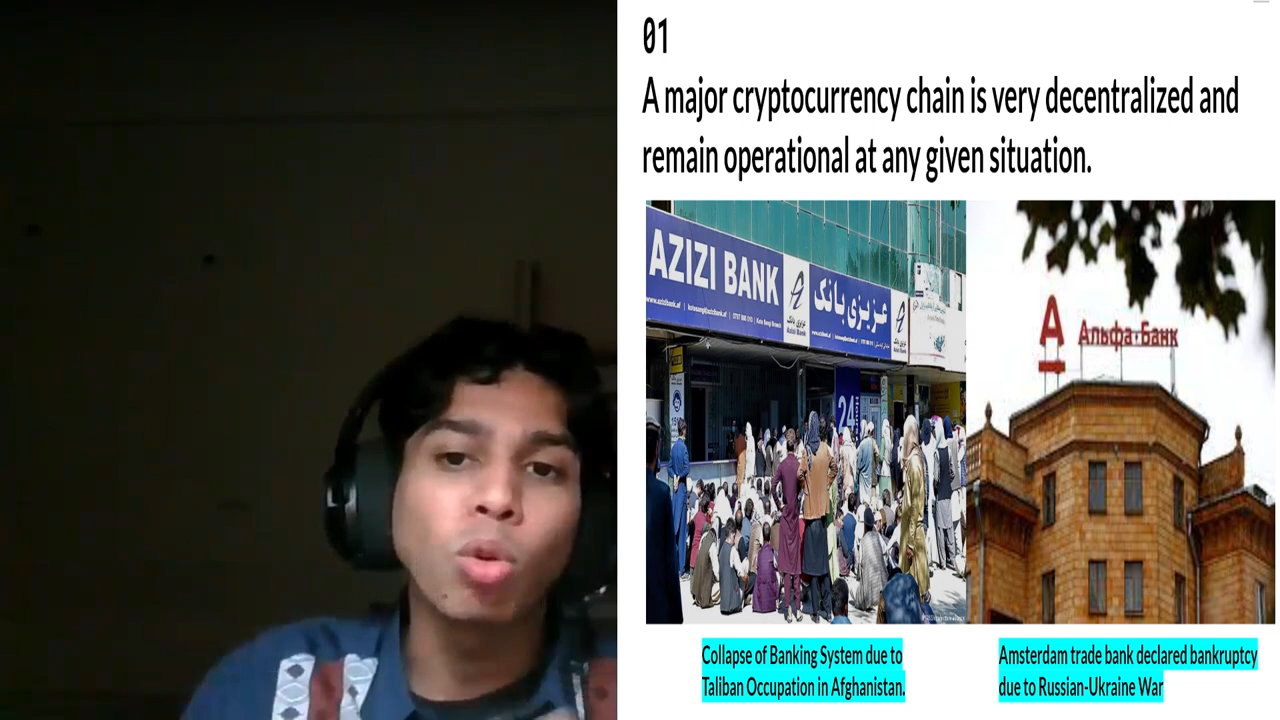 01
A major cryptocurrency chain is very decentralized and
remain operational at any given situation.
AZIZI BANK
عزیزی بانک
24
Альфа·Банк
Collapse of Banking System due to
Taliban Occupation in Afghanistan.
Amsterdam trade bank declared bankruptcy
due to Russian-Ukraine War